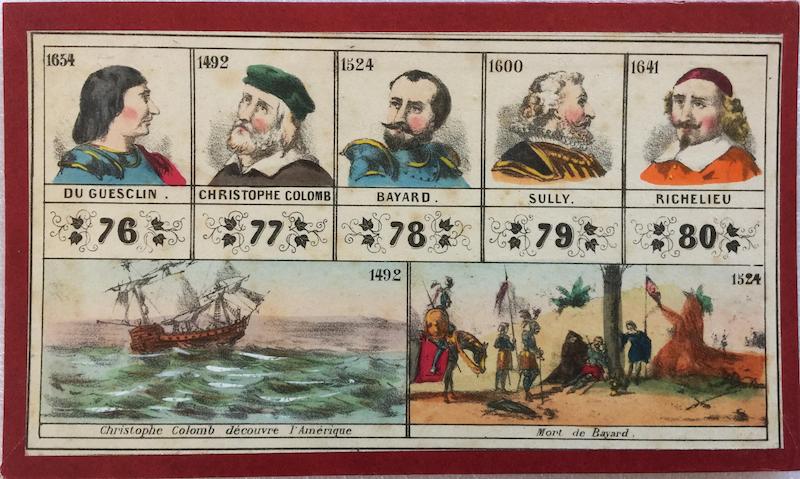 1654 1492 1524 1600 1641
DU GUESCLIN . CHRISTOPHE COLOMB BAYARD . SULLY. RICHELIEU
76 77 78 79 80
1492 1524
Christophe Colomb découvre l'Amérique Mort de Bayard .